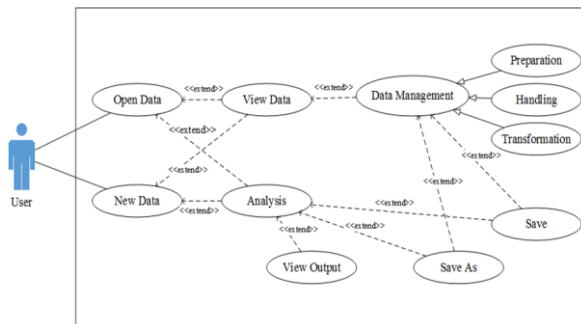 Preparation
<<extend>>
<<extend>>
Open Data
View Data
Data Management
Handling
<<extend>>
Transformation
<<extend>>
<<extend>>
<<extend>>
User
New Data
<<extend>>
Analysis
<<extend>>
<<extend>>
Save
<<extend>>
View Output
Save As